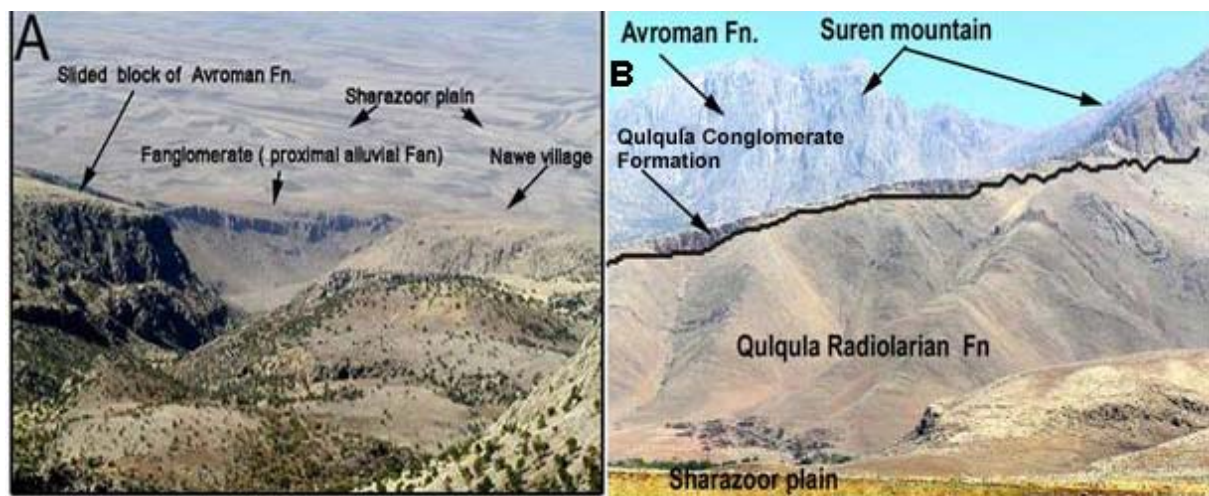 A
Slided block of Avroman Fn.
Sharazoor plain
Fanglomerate ( proximal alluvial Fan)
Nawe village
B
Avroman Fn.
Suren mountain
Qulqula Conglomerate
Formation
Qulqula Radiolarian Fn
Sharazoor plain